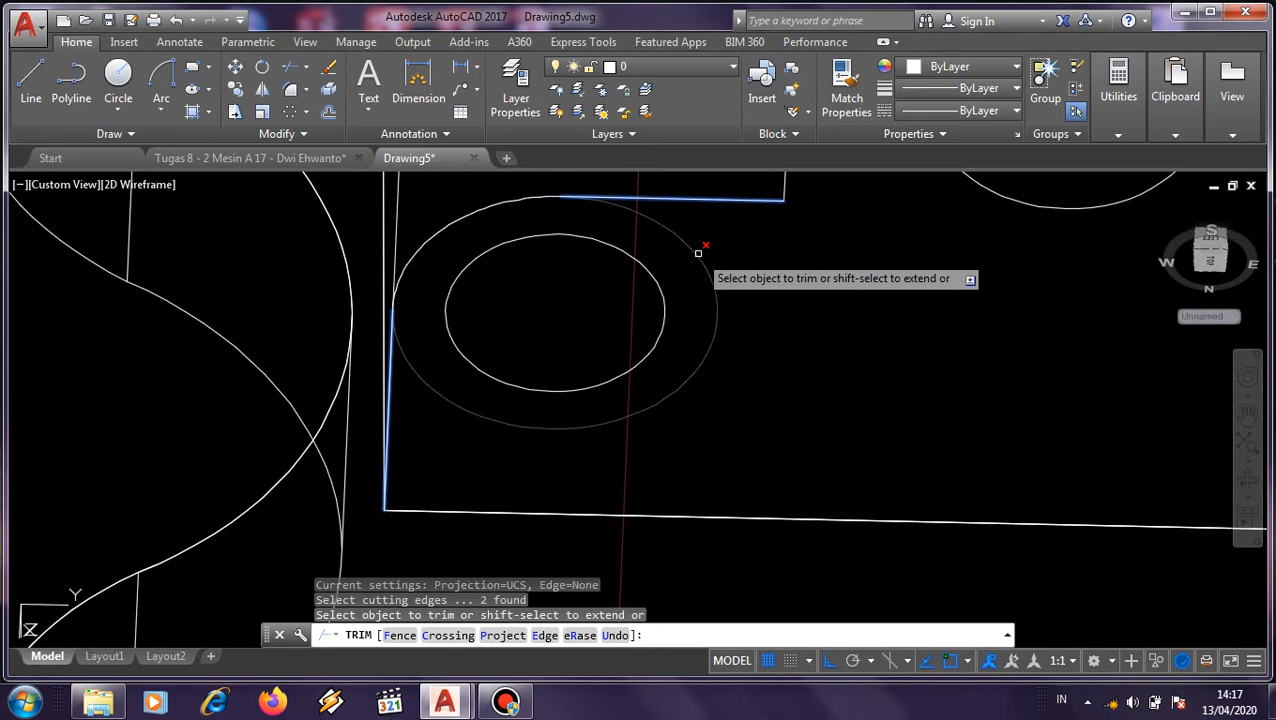 Autodesk AutoCAD 2017 Drawing5.dwg
Type a keyword or phrase
Sign In
Home Insert Annotate Parametric View Manage Output Add-ins A360 Express Tools Featured Apps BIM 360 Performance
Line Polyline Circle Arc
Text Dimension
Layer Properties
0
Insert
Match Properties
ByLayer
ByLayer
ByLayer
Group Utilities Clipboard View
Draw Modify Annotation Layers Block Properties Groups
Start Tugas 8 - 2 Mesin A 17 - Dwi Ehwanto* Drawing5*
[−][Custom View][2D Wireframe]
S
LEFT
W TOP E
N
Unnamed
Select object to trim or shift-select to extend or
Current settings: Projection=UCS, Edge=None
Select cutting edges ... 2 found
Select object to trim or shift-select to extend or
TRIM [Fence Crossing Project Edge eRase Undo]:
Y
Z
Model Layout1 Layout2
MODEL 1:1
321
IN
14:17
13/04/2020